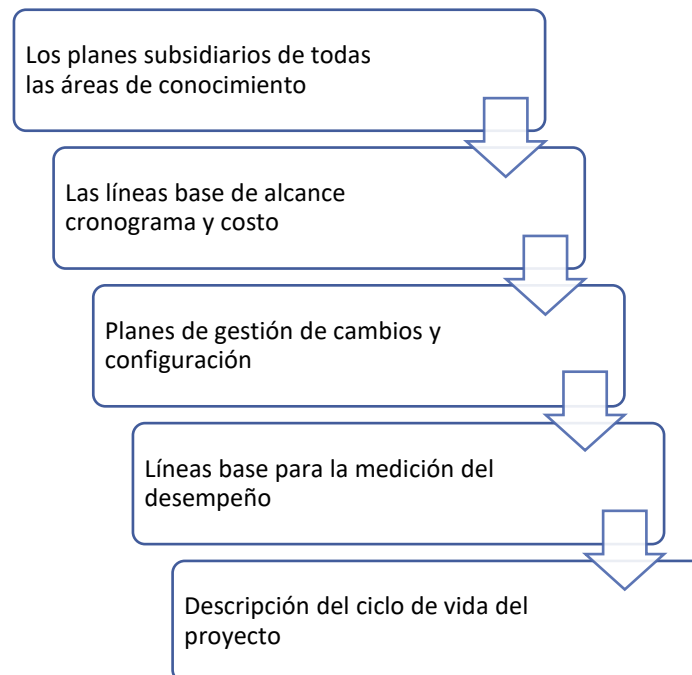 Los planes subsidiarios de todas
las áreas de conocimiento
Las líneas base de alcance
cronograma y costo
Planes de gestión de cambios y
configuración
Líneas base para la medición del
desempeño
Descripción del ciclo de vida del
proyecto